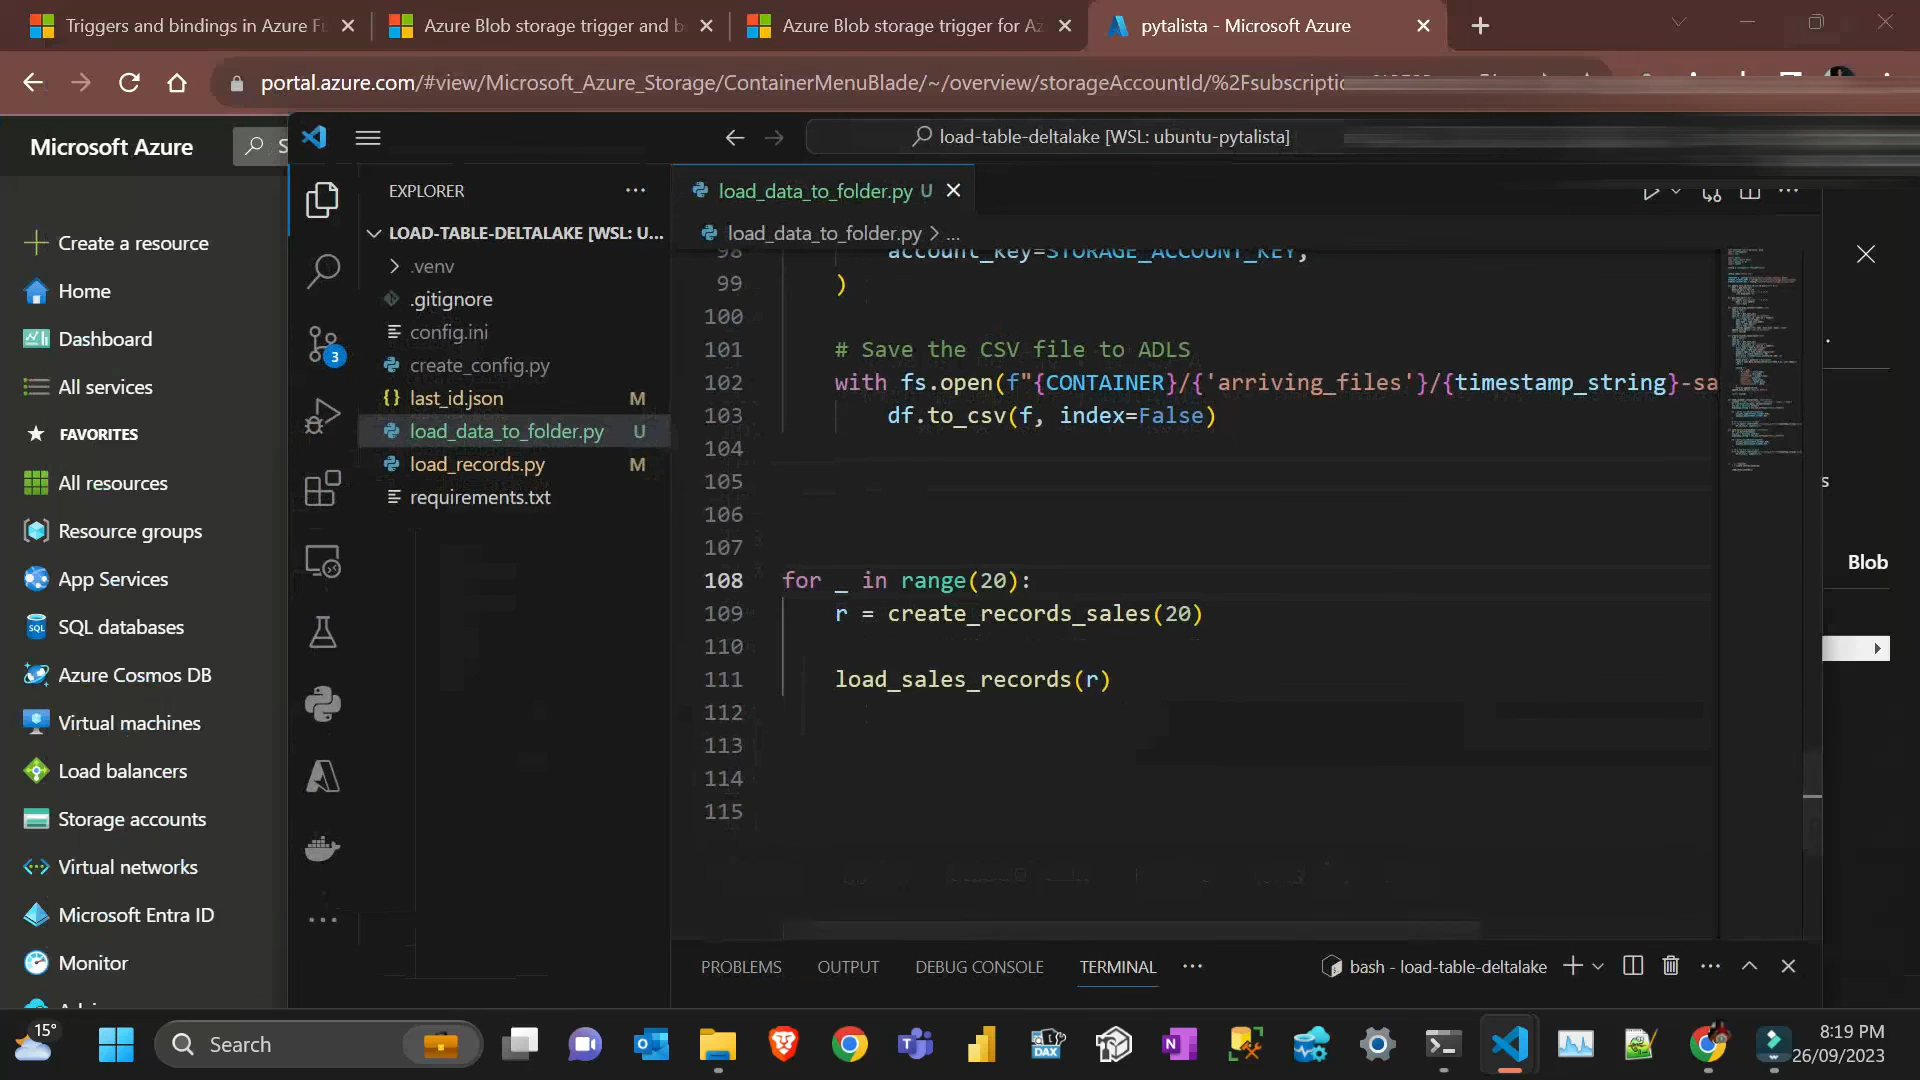 Triggers and bindings in Azure Fu
Azure Blob storage trigger and b
Azure Blob storage trigger for Az
pytalista - Microsoft Azure
portal.azure.com/#view/Microsoft_Azure_Storage/ContainerMenuBlade/~/overview/storageAccountId/%2Fsubscriptio
Microsoft Azure
S
load-table-deltalake [WSL: ubuntu-pytalista]
Create a resource
Home
Dashboard
All services
FAVORITES
All resources
Resource groups
App Services
SQL databases
Azure Cosmos DB
Virtual machines
Load balancers
Storage accounts
Virtual networks
Microsoft Entra ID
Monitor
EXPLORER
LOAD-TABLE-DELTALAKE [WSL: U...
.venv
.gitignore
config.ini
create_config.py
last_id.json M
load_data_to_folder.py U
load_records.py M
requirements.txt
3
load_data_to_folder.py U
load_data_to_folder.py > ...
98 account_key=STORAGE_ACCOUNT_KEY,
99 )
100
101 # Save the CSV file to ADLS
102 with fs.open(f"{CONTAINER}/{'arriving_files'}/{timestamp_string}-sa
103 df.to_csv(f, index=False)
104
105
106
107
108 for _ in range(20):
109 r = create_records_sales(20)
110
111 load_sales_records(r)
112
113
114
115
s
Blob
PROBLEMS OUTPUT DEBUG CONSOLE TERMINAL
bash - load-table-deltalake
15°
Search
DAX
8:19 PM
26/09/2023